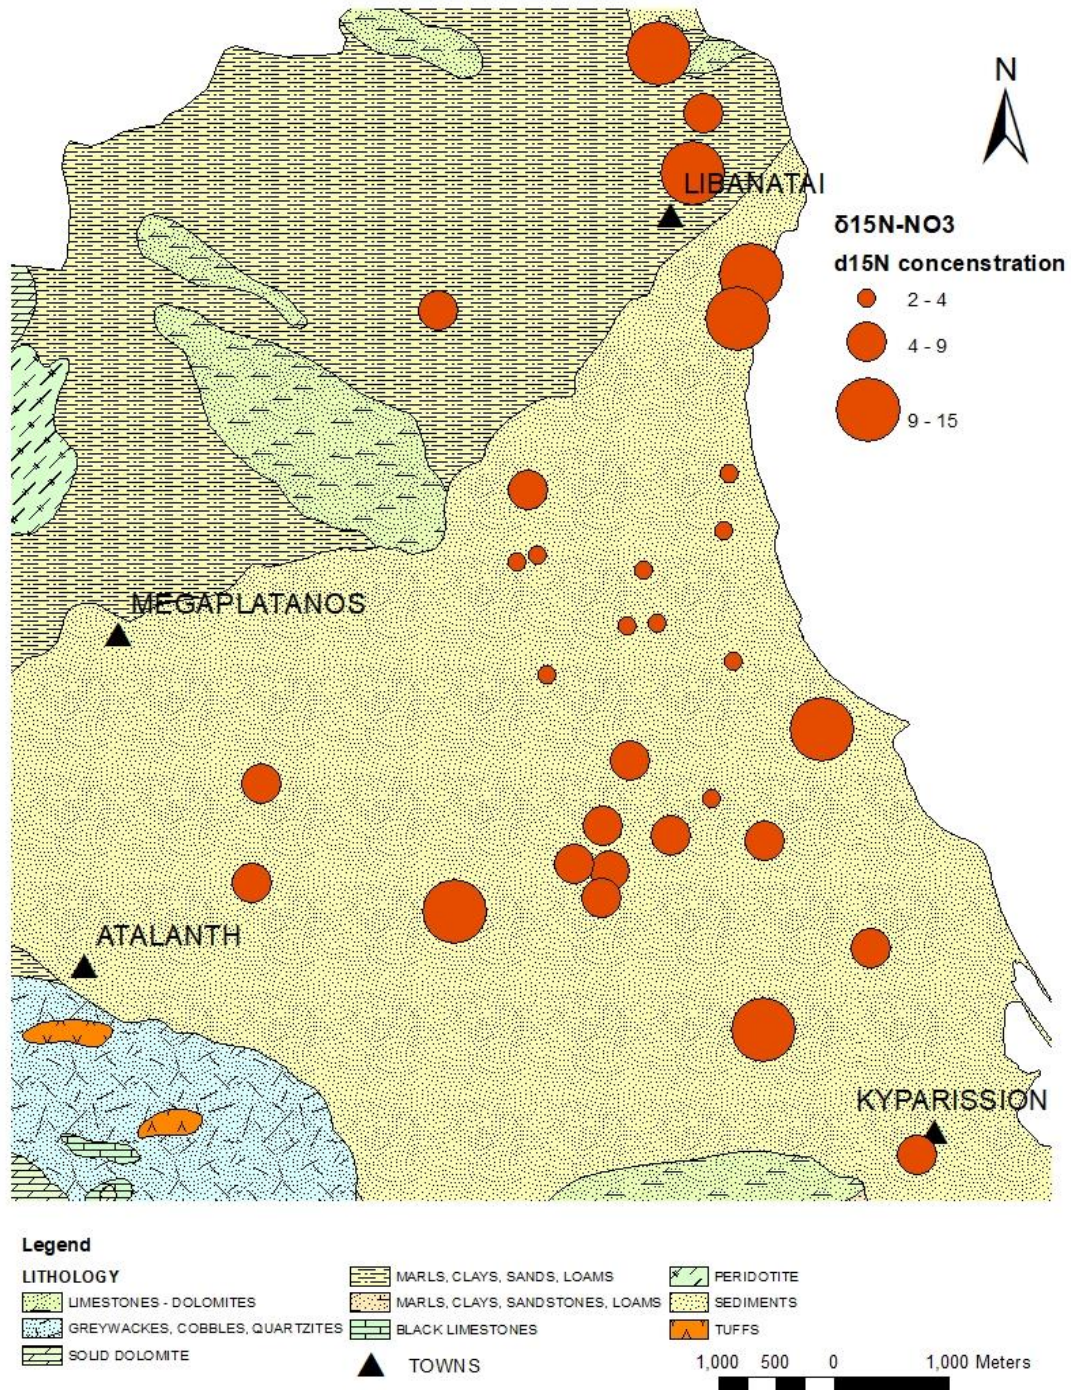 N
LIBANATAI
δ15N-NO3
d15N concenstration
2 - 4
4 - 9
9 - 15
MEGAPLATANOS
ATALANTH
KYPARISSION
Legend
LITHOLOGY
LIMESTONES - DOLOMITES
GREYWACKES, COBBLES, QUARTZITES
SOLID DOLOMITE
MARLS, CLAYS, SANDS, LOAMS
MARLS, CLAYS, SANDSTONES, LOAMS
BLACK LIMESTONES
TOWNS
PERIDOTITE
SEDIMENTS
TUFFS
1,000 500 0 1,000 Meters